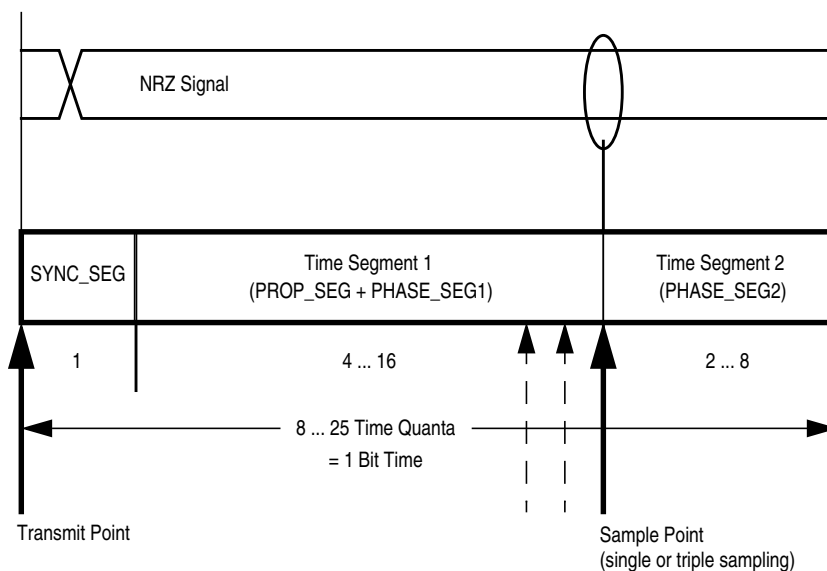 NRZ Signal
SYNC_SEG
Time Segment 1
(PROP_SEG + PHASE_SEG1)
Time Segment 2
(PHASE_SEG2)
1
4 ... 16
2 ... 8
8 ... 25 Time Quanta
= 1 Bit Time
Transmit Point
Sample Point
(single or triple sampling)